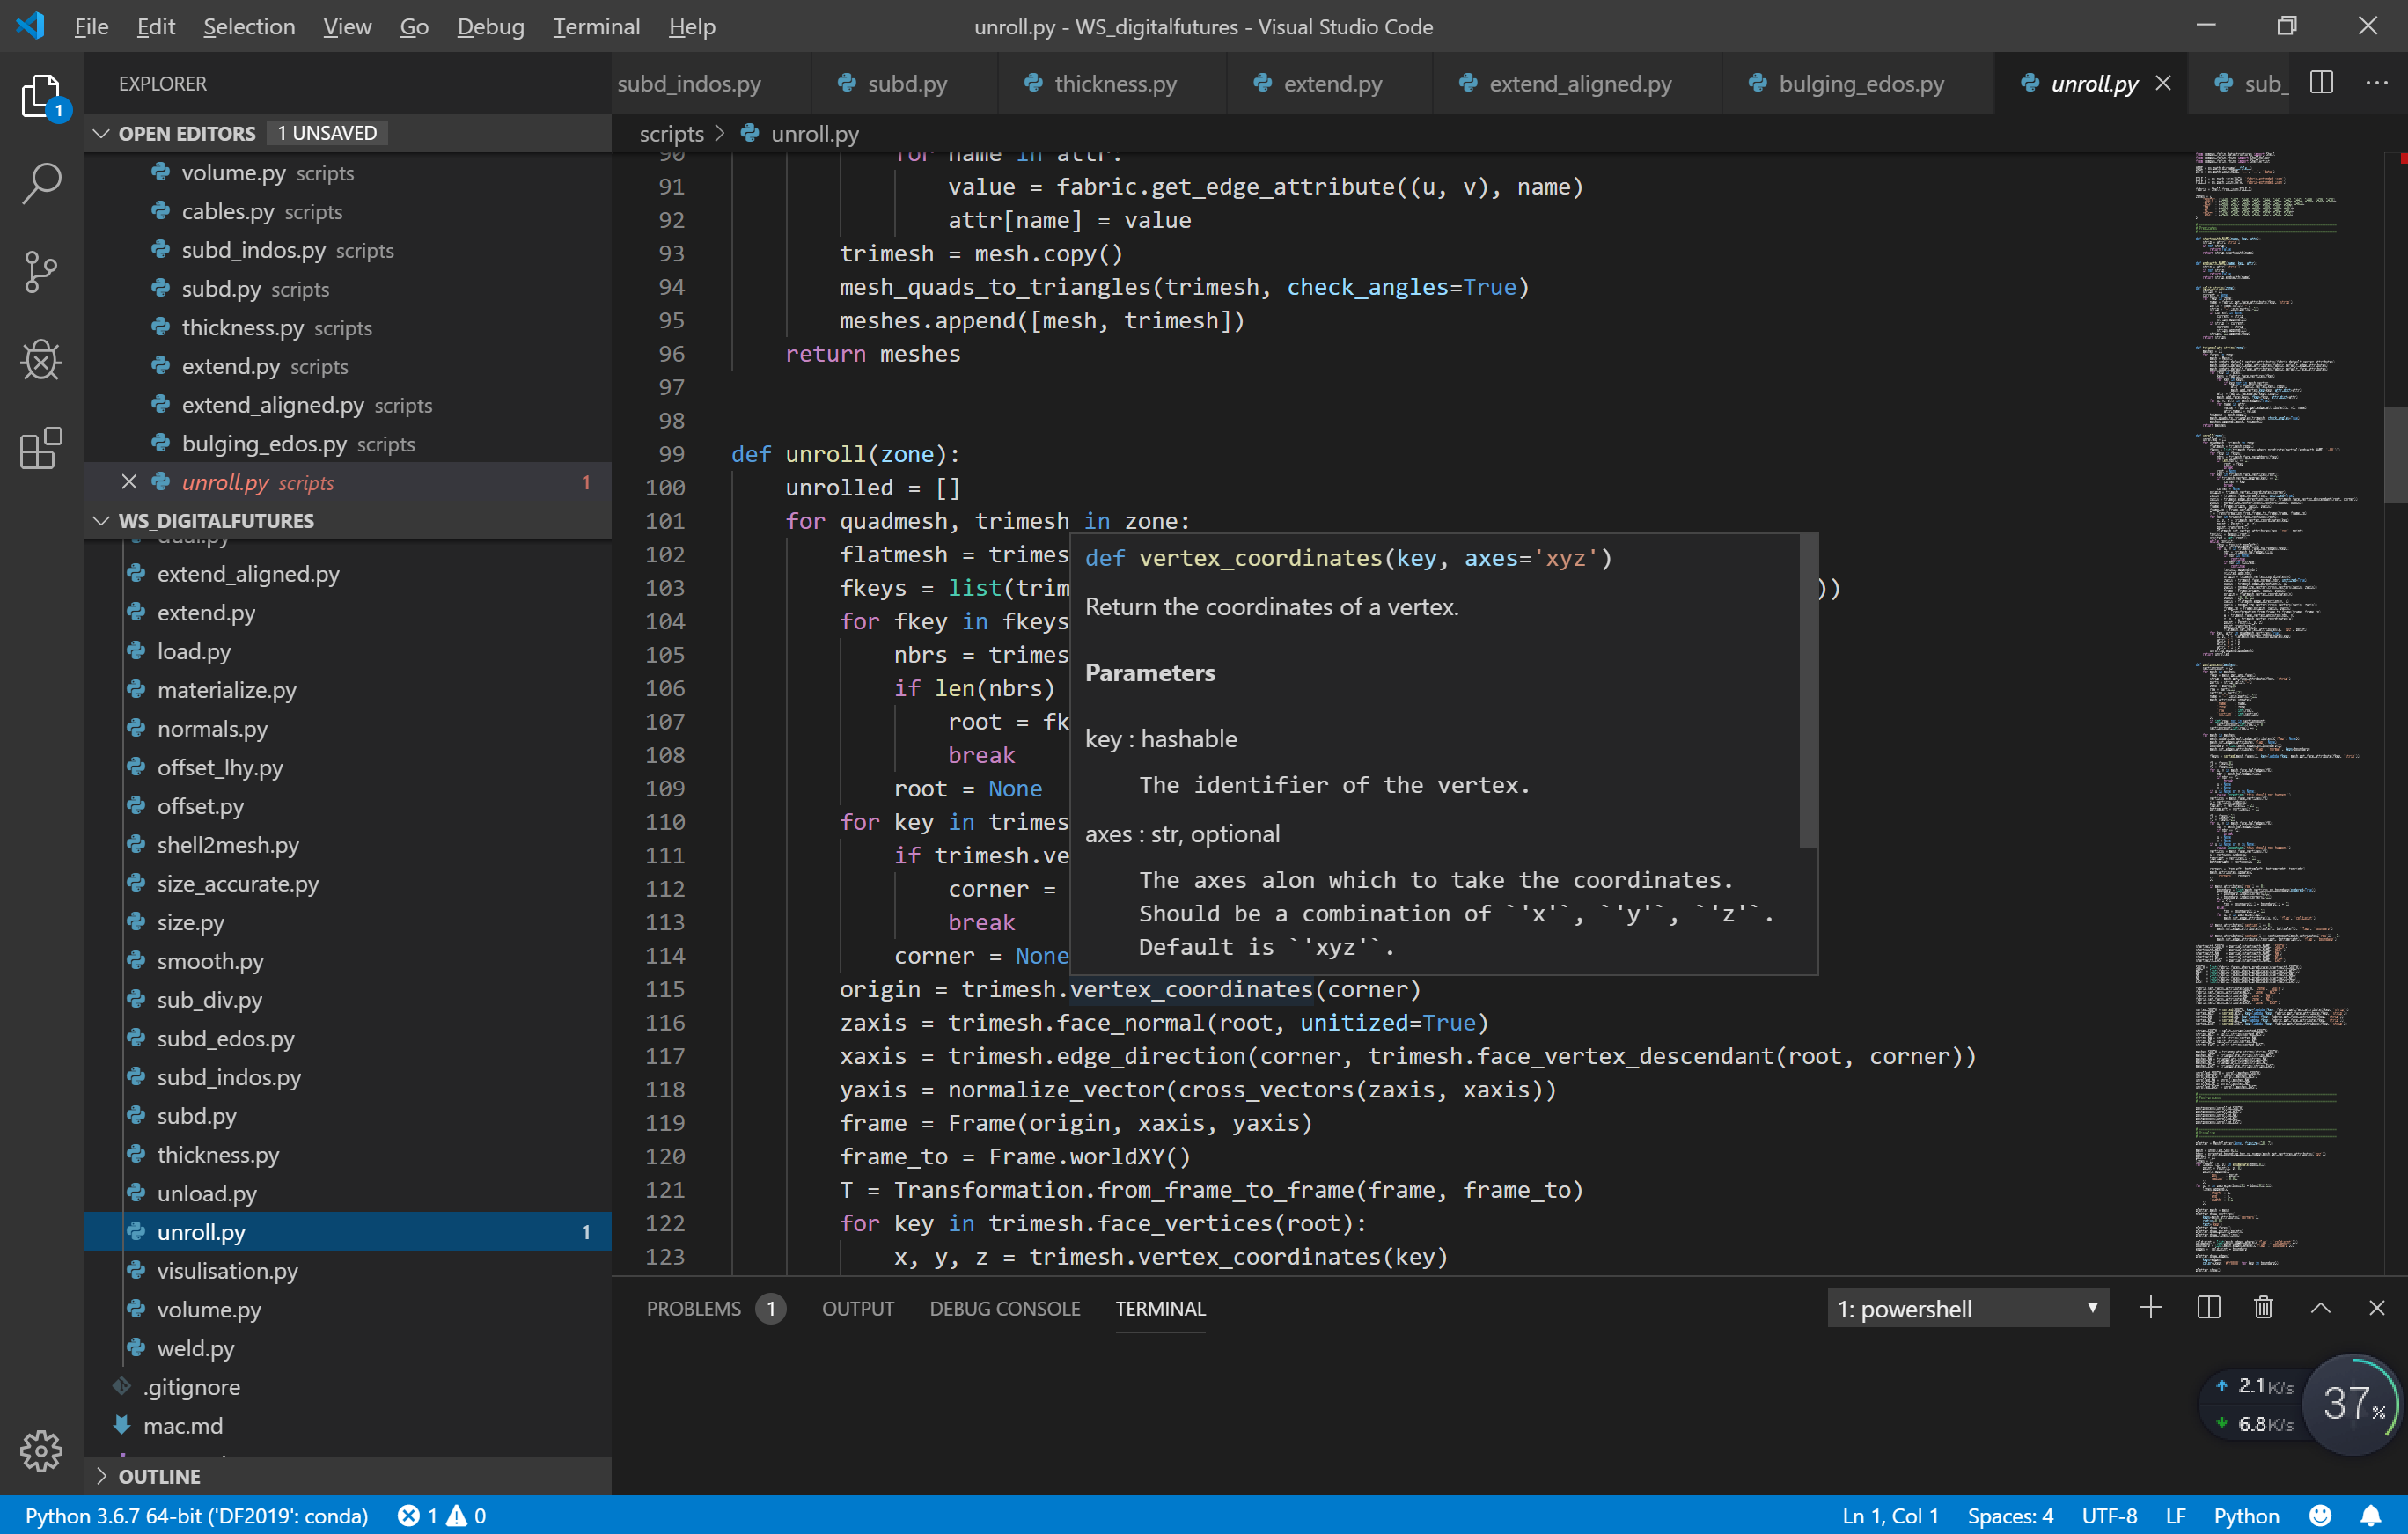 File Edit Selection View Go Debug Terminal Help
unroll.py - WS_digitalfutures - Visual Studio Code
EXPLORER
OPEN EDITORS 1 UNSAVED
volume.py scripts
cables.py scripts
subd_indos.py scripts
subd.py scripts
thickness.py scripts
extend.py scripts
extend_aligned.py scripts
bulging_edos.py scripts
unroll.py scripts 1
WS_DIGITALFUTURES
extend_aligned.py
extend.py
load.py
materialize.py
normals.py
offset_lhy.py
offset.py
shell2mesh.py
size_accurate.py
size.py
smooth.py
sub_div.py
subd_edos.py
subd_indos.py
subd.py
thickness.py
unload.py
unroll.py 1
visulisation.py
volume.py
weld.py
.gitignore
mac.md
OUTLINE
subd_indos.py subd.py thickness.py extend.py extend_aligned.py bulging_edos.py unroll.py sub_
scripts > unroll.py
90 for name in attr:
91 value = fabric.get_edge_attribute((u, v), name)
92 attr[name] = value
93 trimesh = mesh.copy()
94 mesh_quads_to_triangles(trimesh, check_angles=True)
95 meshes.append([mesh, trimesh])
96 return meshes
97
98
99 def unroll(zone):
100 unrolled = []
101 for quadmesh, trimesh in zone:
102 flatmesh = trimes
103 fkeys = list(trim ))
104 for fkey in fkeys
105 nbrs = trimes
106 if len(nbrs)
107 root = fk
108 break
109 root = None
110 for key in trimes
111 if trimesh.ve
112 corner =
113 break
114 corner = None
115 origin = trimesh.vertex_coordinates(corner)
116 zaxis = trimesh.face_normal(root, unitized=True)
117 xaxis = trimesh.edge_direction(corner, trimesh.face_vertex_descendant(root, corner))
118 yaxis = normalize_vector(cross_vectors(zaxis, xaxis))
119 frame = Frame(origin, xaxis, yaxis)
120 frame_to = Frame.worldXY()
121 T = Transformation.from_frame_to_frame(frame, frame_to)
122 for key in trimesh.face_vertices(root):
123 x, y, z = trimesh.vertex_coordinates(key)
def vertex_coordinates(key, axes='xyz')
Return the coordinates of a vertex.
Parameters
key : hashable
The identifier of the vertex.
axes : str, optional
The axes alon which to take the coordinates.
Should be a combination of ``'x'``, ``'y'``, ``'z'``.
Default is ``'xyz'``.
PROBLEMS 1 OUTPUT DEBUG CONSOLE TERMINAL
1: powershell
2.1K/s
6.8K/s
37%
Python 3.6.7 64-bit ('DF2019': conda) 1 0
Ln 1, Col 1 Spaces: 4 UTF-8 LF Python